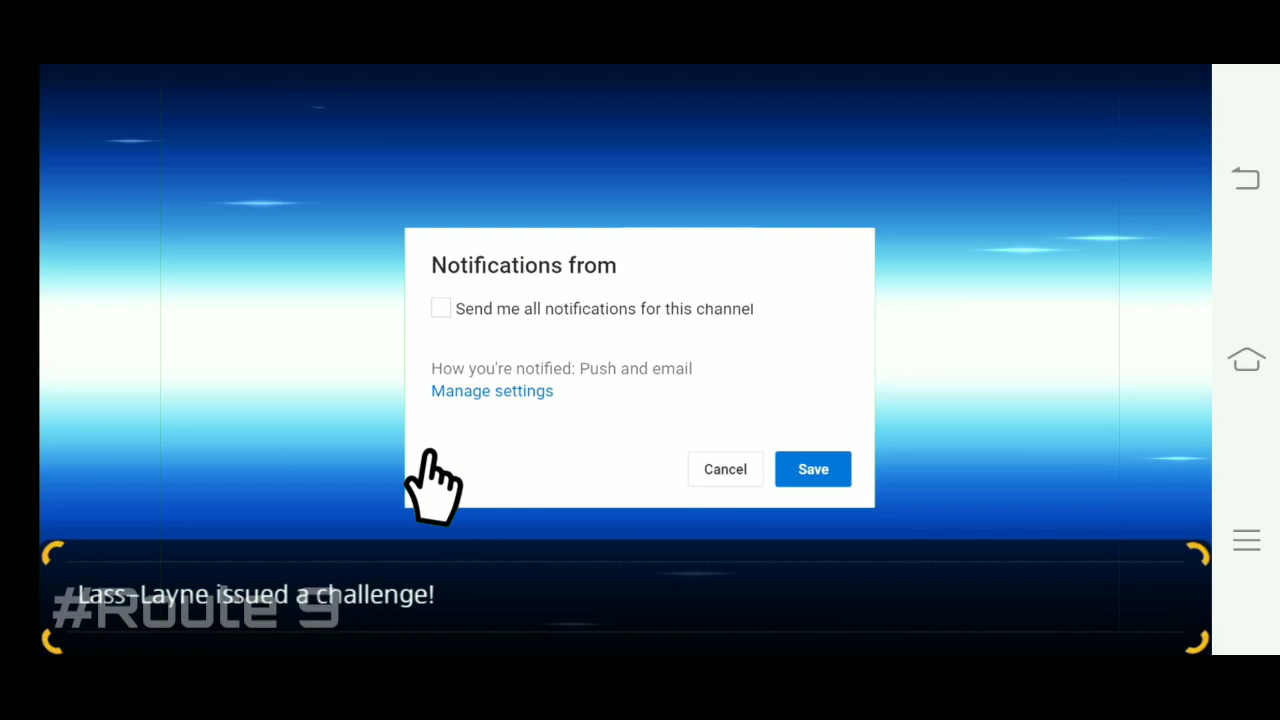 Notifications from
Send me all notifications for this channel
How you're notified: Push and email
Manage settings
Cancel
Save
Lass-Layne issued a challenge!
#Route 9